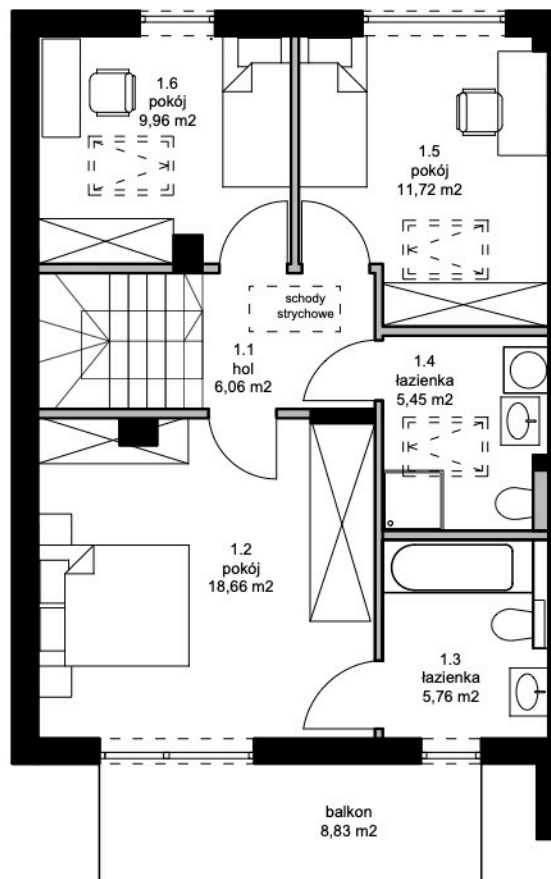 1.6
pokój
9,96 m2
1.5
pokój
11,72 m2
schody
strychowe
1.1
hol
6,06 m2
1.4
łazienka
5,45 m2
1.2
pokój
18,66 m2
1.3
łazienka
5,76 m2
balkon
8,83 m2